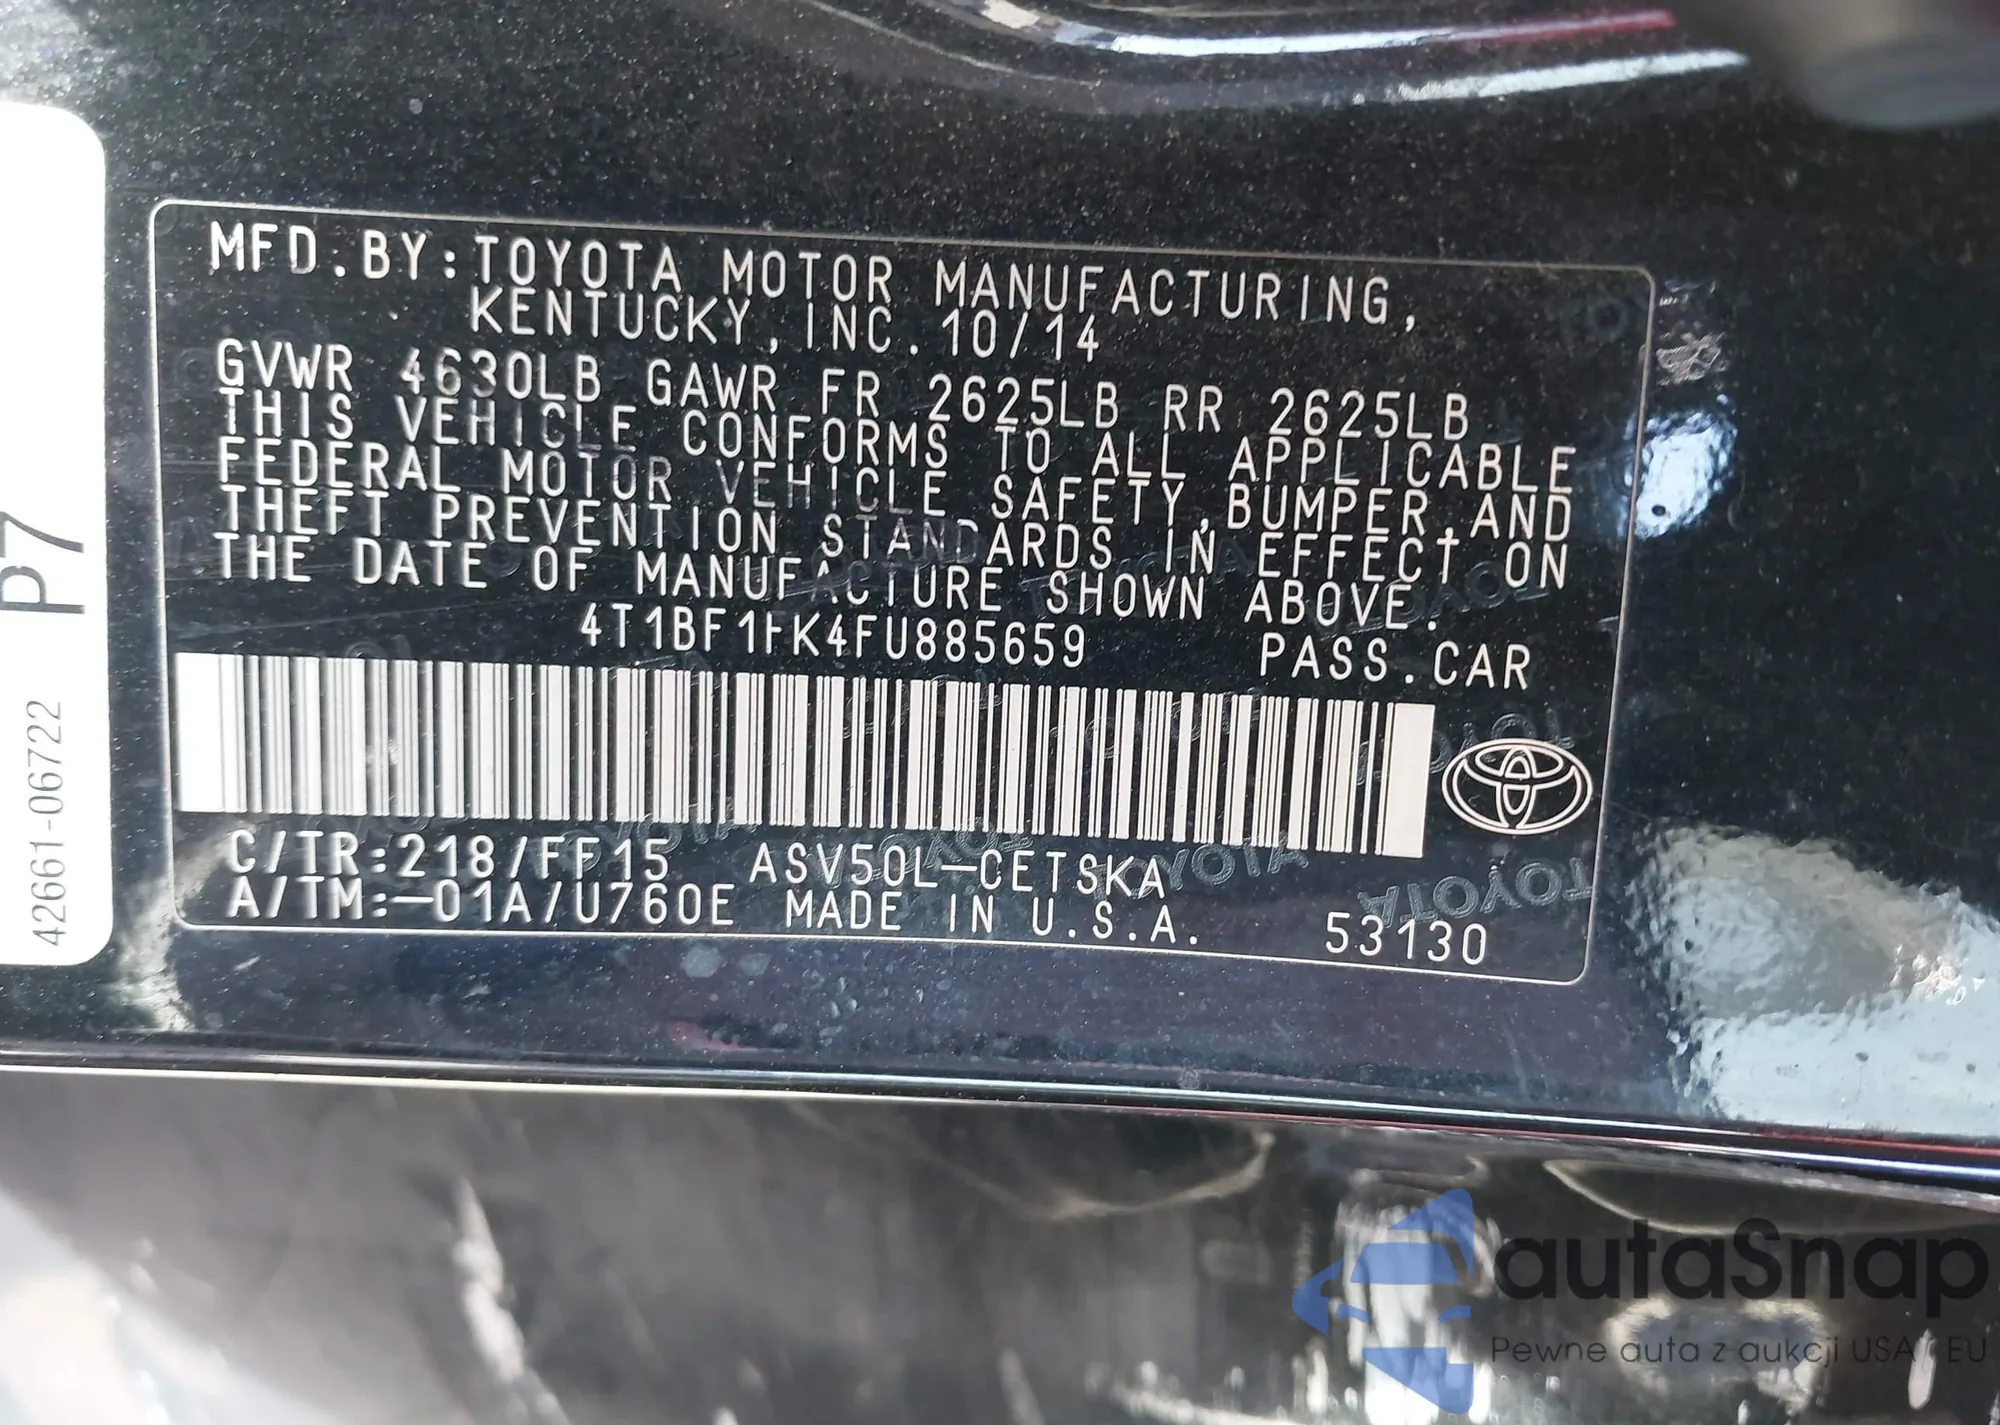 MFD.BY:TOYOTA MOTOR MANUFACTURING,
KENTUCKY,INC.10/14
GVWR 4630LB GAWR FR 2625LB RR 2625LB
THIS VEHICLE CONFORMS TO ALL APPLICABLE
FEDERAL MOTOR VEHICLE SAFETY,BUMPER,AND
THEFT PREVENTION STANDARDS IN EFFECT ON
THE DATE OF MANUFACTURE SHOWN ABOVE.
4T1BF1FK4FU885659 PASS.CAR
C/TR:218/FF15 ASV50L-CETSKA
A/TM:-01A/U760E MADE IN U.S.A. 53130
P7
42661-06722
TOYOTA
autaSnap
Pewne auta z aukcji USA / EU